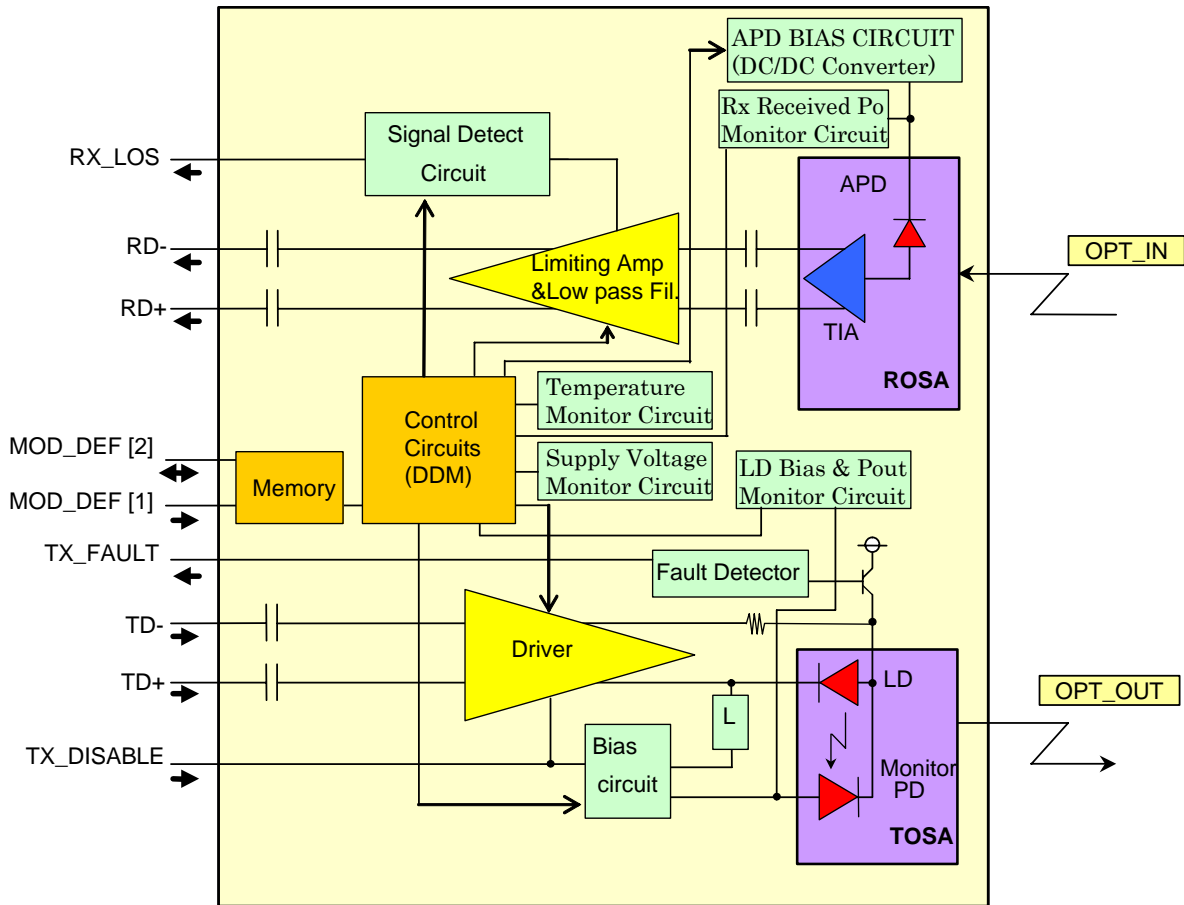 APD BIAS CIRCUIT
(DC/DC Converter)
Rx Received Po
Monitor Circuit
Signal Detect
Circuit
RX_LOS
APD
RD-
OPT_IN
Limiting Amp
&Low pass Fil.
RD+
TIA
ROSA
Temperature
Monitor Circuit
Control
Circuits
(DDM)
MOD_DEF [2]
Supply Voltage
Monitor Circuit
LD Bias & Pout
Monitor Circuit
Memory
MOD_DEF [1]
TX_FAULT
Fault Detector
TD-
Driver
TD+
LD
OPT_OUT
L
TX_DISABLE
Bias
circuit
Monitor
PD
TOSA